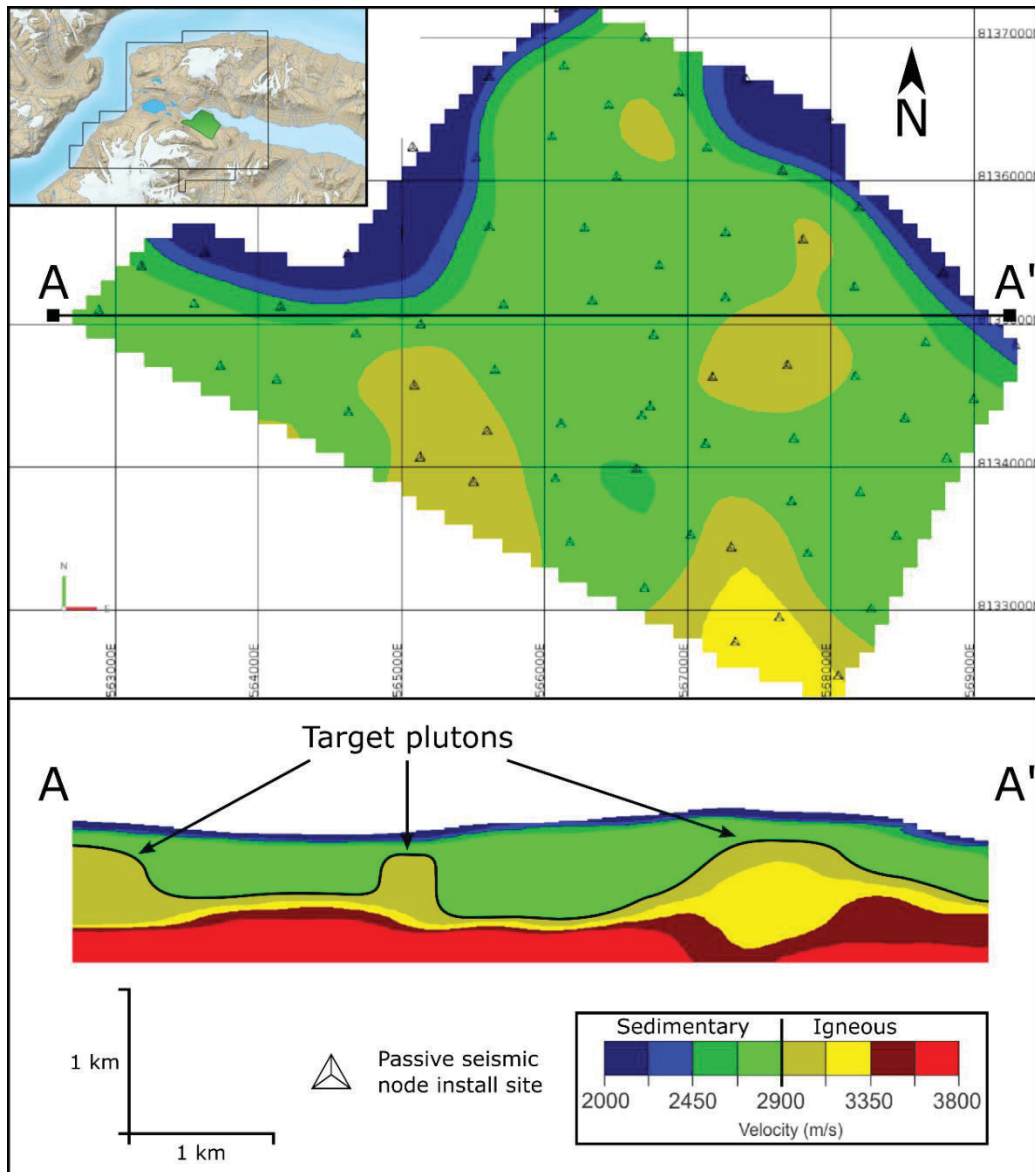 8137000N
N
8136000N
A
A'
8135000N
8134000N
N
E
8133000N
563000E
564000E
565000E
566000E
567000E
568000E
569000E
Target plutons
A
A'
1 km
Passive seismic
node install site
1 km
Sedimentary
Igneous
2000
2450
2900
3350
3800
Velocity (m/s)